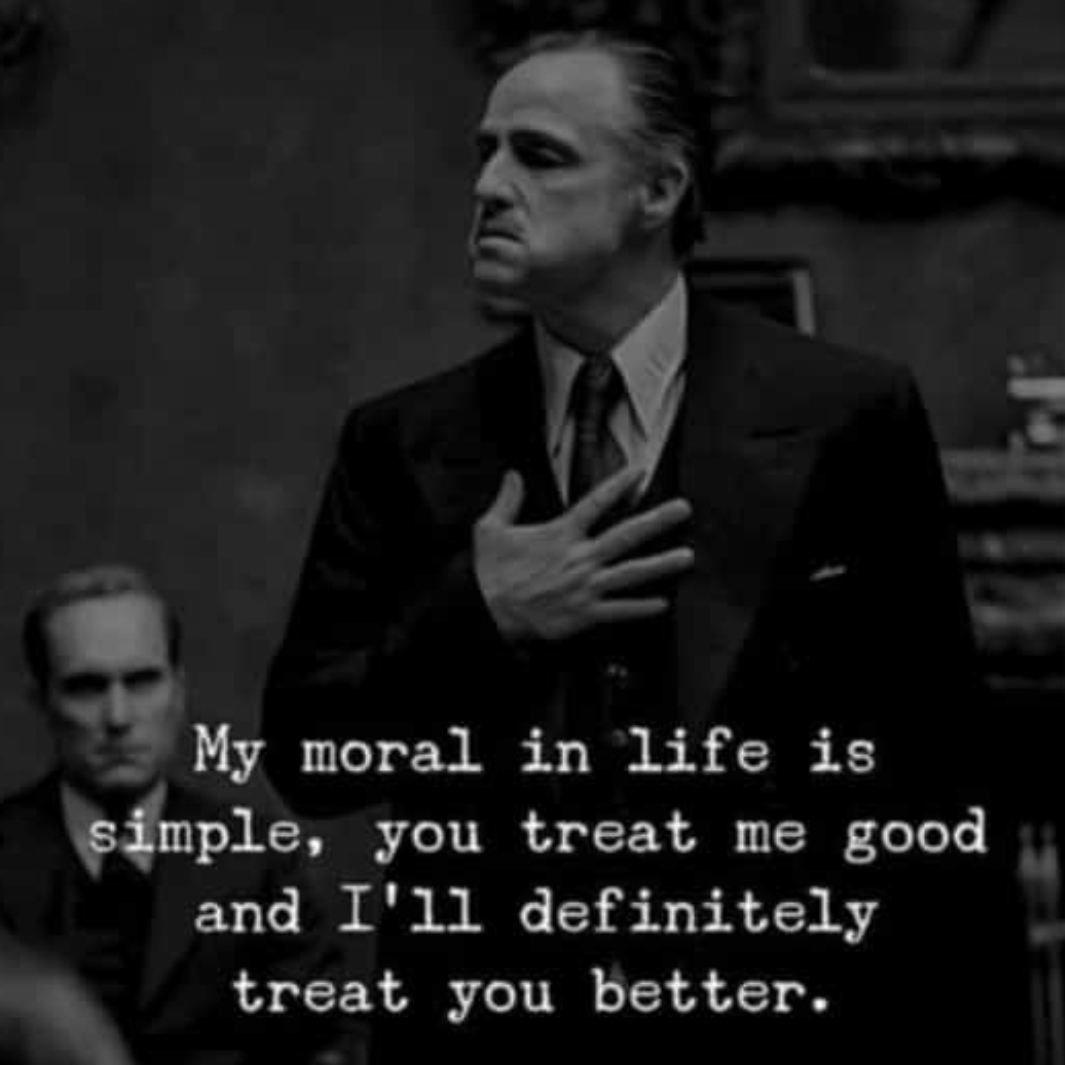 My moral in life is
simple, you treat me good
and I'll definitely
treat you better.